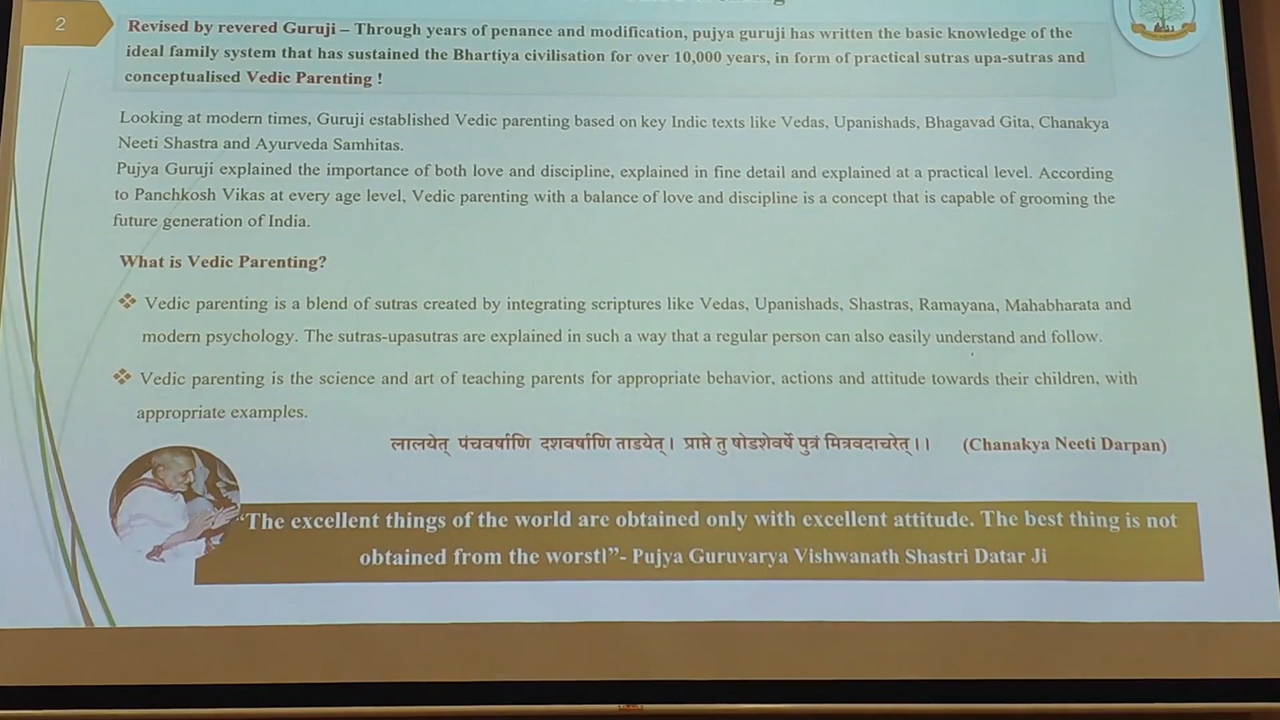 2
Revised by revered Guruji – Through years of penance and modification, pujya guruji has written the basic knowledge of the
ideal family system that has sustained the Bhartiya civilisation for over 10,000 years, in form of practical sutras upa-sutras and
conceptualised Vedic Parenting !
Looking at modern times, Guruji established Vedic parenting based on key Indic texts like Vedas, Upanishads, Bhagavad Gita, Chanakya
Neeti Shastra and Ayurveda Samhitas.
Pujya Guruji explained the importance of both love and discipline, explained in fine detail and explained at a practical level. According
to Panchkosh Vikas at every age level, Vedic parenting with a balance of love and discipline is a concept that is capable of grooming the
future generation of India.
What is Vedic Parenting?
❖ Vedic parenting is a blend of sutras created by integrating scriptures like Vedas, Upanishads, Shastras, Ramayana, Mahabharata and
modern psychology. The sutras-upasutras are explained in such a way that a regular person can also easily understand and follow.
❖ Vedic parenting is the science and art of teaching parents for appropriate behavior, actions and attitude towards their children, with
appropriate examples.
लालयेत् पंचवर्षाणि दशवर्षाणि ताडयेत् । प्राप्ते तु षोडशेवर्षे पुत्रं मित्रवदाचरेत् ।। (Chanakya Neeti Darpan)
“The excellent things of the world are obtained only with excellent attitude. The best thing is not
obtained from the worst!”- Pujya Guruvarya Vishwanath Shastri Datar Ji